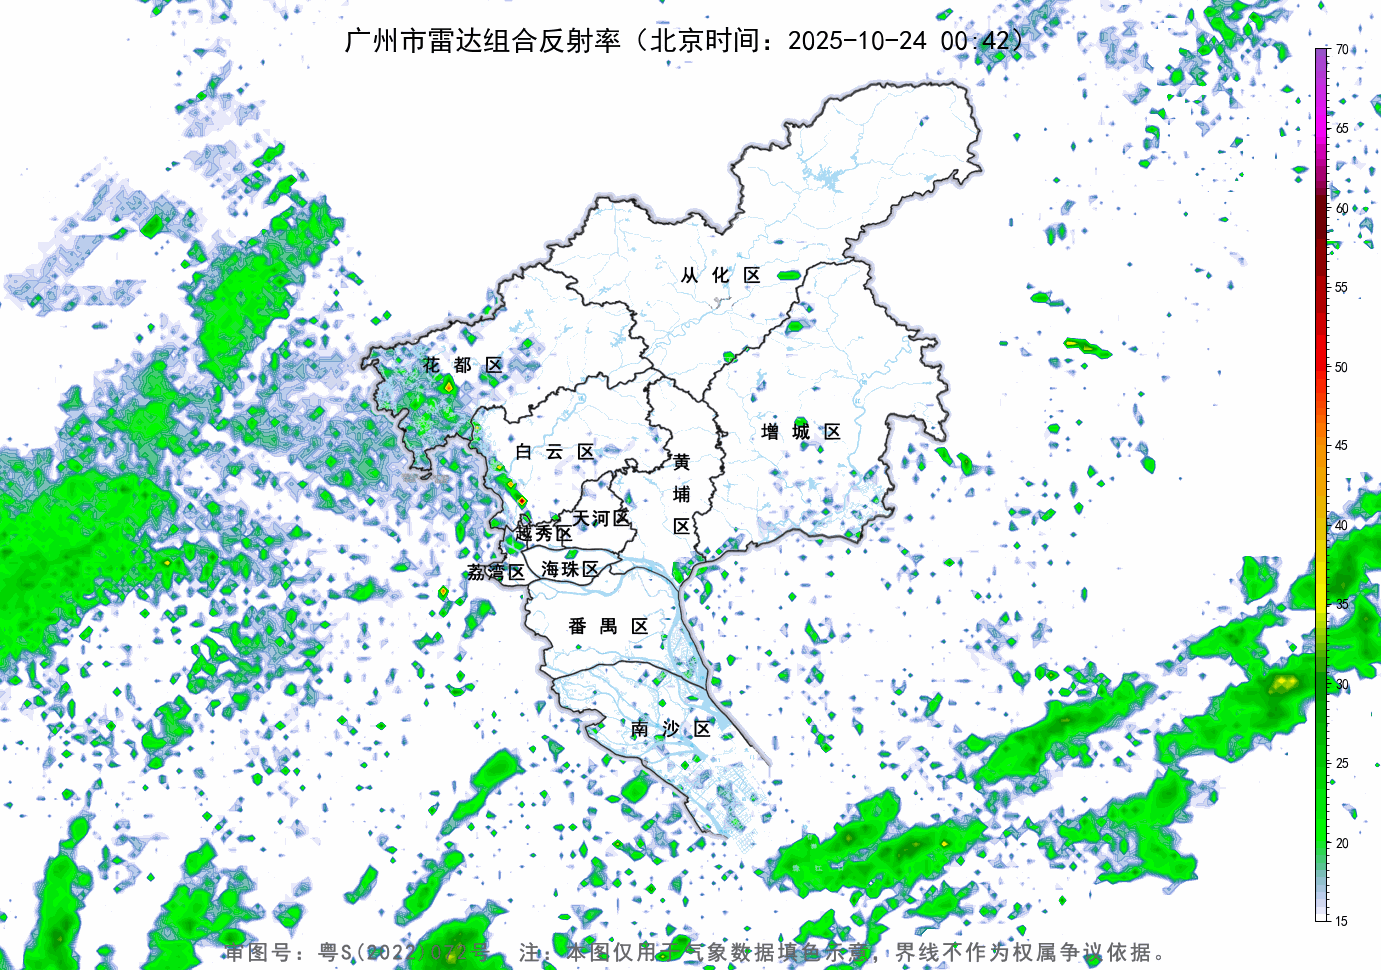 广州市雷达组合反射率（北京时间：2025-10-24 00:42）
70
65
60
55
50
45
40
35
30
25
20
15
从化区
花都区
增城区
白云区
黄埔区
天河区
越秀区
海珠区
荔湾区
番禺区
南沙区
审图号：粤S(2022)072号 注：本图仅用于气象数据填色示意，界线不作为权属争议依据。